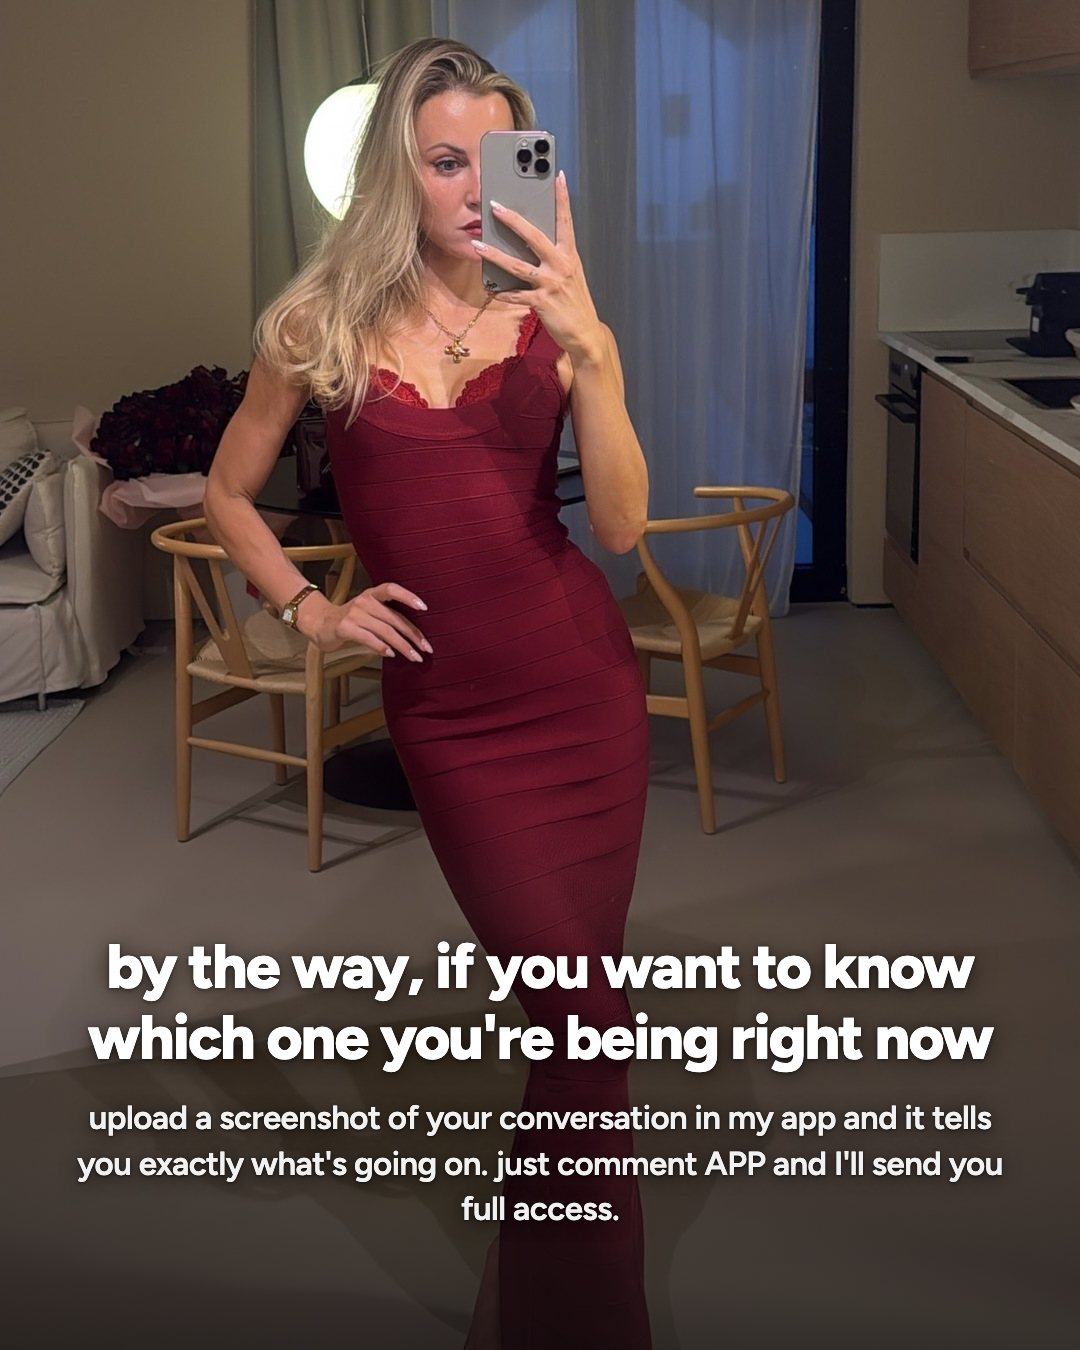 by the way, if you want to know
which one you're being right now
upload a screenshot of your conversation in my app and it tells
you exactly what's going on. just comment APP and I'll send you
full access.